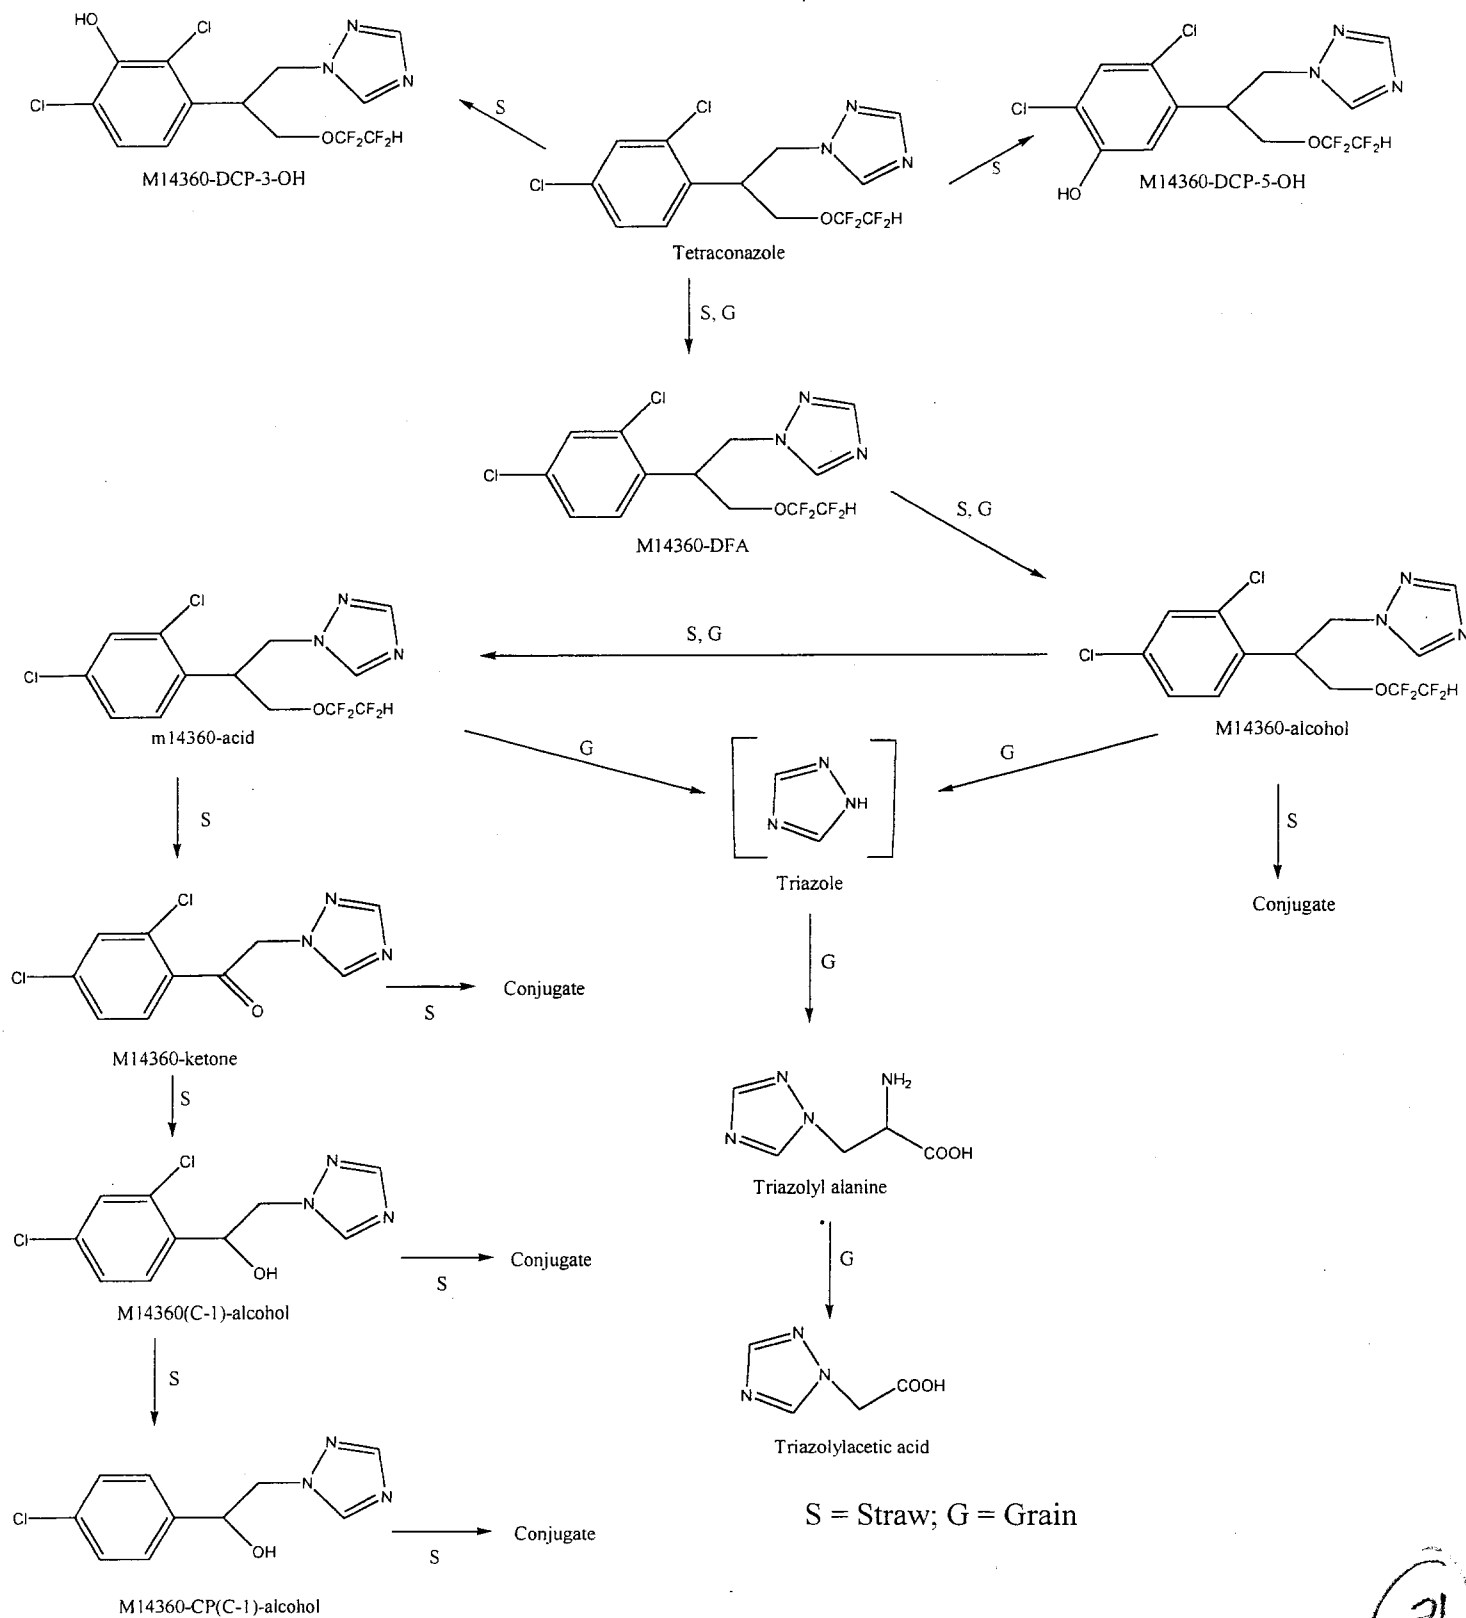 HO
Cl
N
N
N
Cl
OCF₂CF₂H
M14360-DCP-3-OH
S
Cl
N
N
N
Cl
OCF₂CF₂H
Tetraconazole
S
Cl
N
N
N
Cl
OCF₂CF₂H
HO
M14360-DCP-5-OH
S, G
Cl
N
N
N
Cl
OCF₂CF₂H
M14360-DFA
S, G
Cl
N
N
N
Cl
OCF₂CF₂H
m14360-acid
S, G
Cl
N
N
N
Cl
OCF₂CF₂H
M14360-alcohol
G
G
N
NH
N
Triazole
S
S
Conjugate
Cl
N
N
N
Cl
O
M14360-ketone
S
Conjugate
G
S
N
N
N
NH₂
COOH
Triazolyl alanine
Cl
N
N
N
Cl
OH
M14360(C-1)-alcohol
S
Conjugate
G
S
N
N
N
COOH
Triazolylacetic acid
N
N
N
Cl
OH
M14360-CP(C-1)-alcohol
S
Conjugate
S = Straw; G = Grain
21